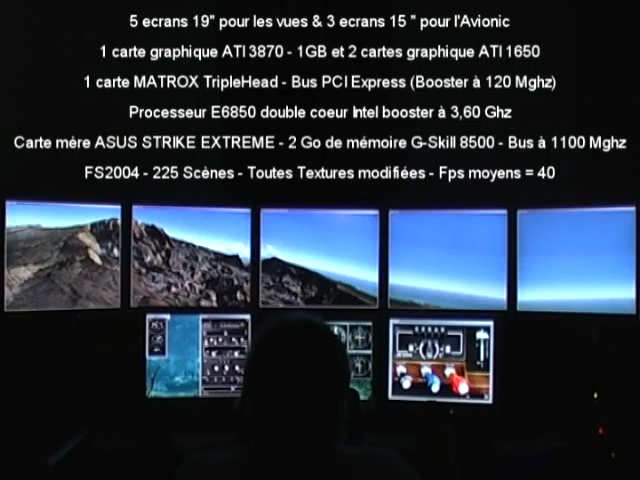 5 ecrans 19" pour les vues & 3 ecrans 15 " pour l'Avionic
1 carte graphique ATI 3870 - 1GB et 2 cartes graphique ATI 1650
1 carte MATROX TripleHead - Bus PCI Express (Booster à 120 Mghz)
Processeur E6850 double coeur Intel booster à 3,60 Ghz
Carte mère ASUS STRIKE EXTREME - 2 Go de mémoire G-Skill 8500 - Bus à 1100 Mghz
FS2004 - 225 Scènes - Toutes Textures modifiées - Fps moyens = 40